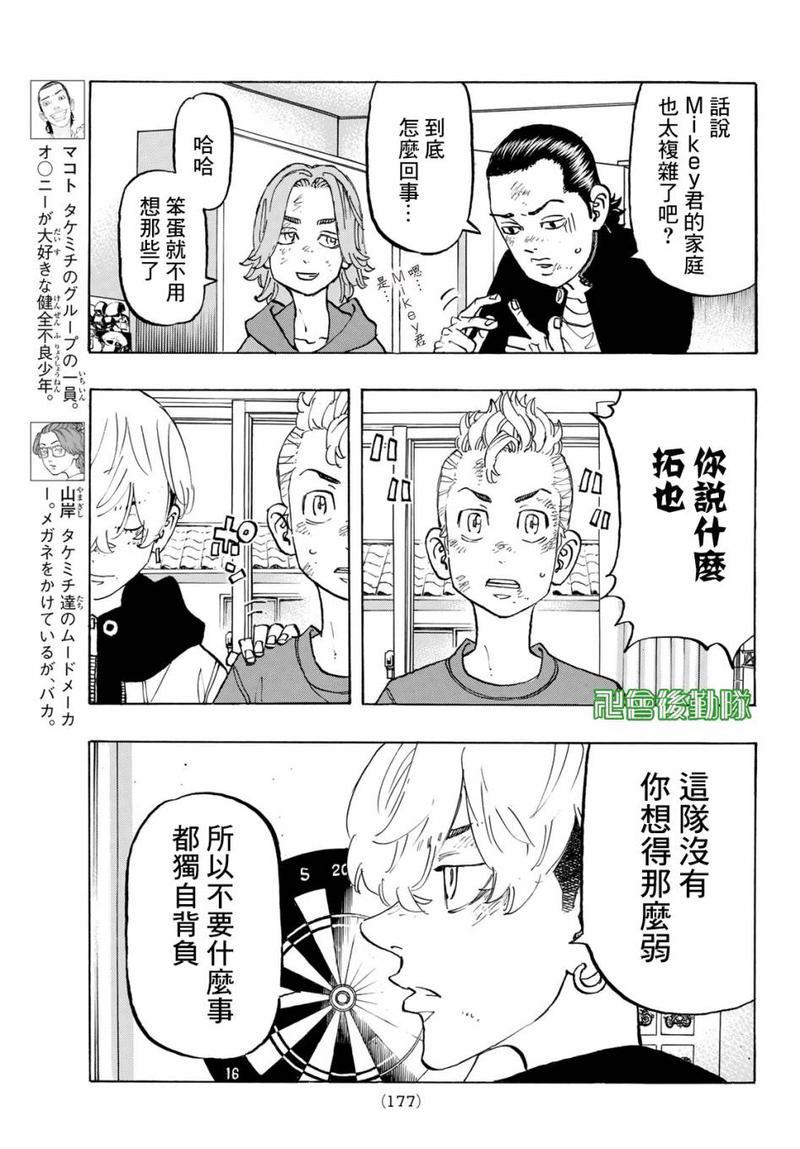 話說
Mikey君的家庭
也太複雜了吧？
到底
怎麼回事…
嗯…
是Mikey君…
哈哈
笨蛋就不用
想那些了
你說什麼
拓也
ポン
這隊沒有
你想得那麼弱
所以不要什麼事
都獨自背負
5
20
16
マコト タケミチのグループの一員。
オ〇ニーが大好きな健全不良少年。
山岸 タケミチ達のムードメーカ
ー。メガネをかけているが、バカ。
卍會後勤隊
(177)